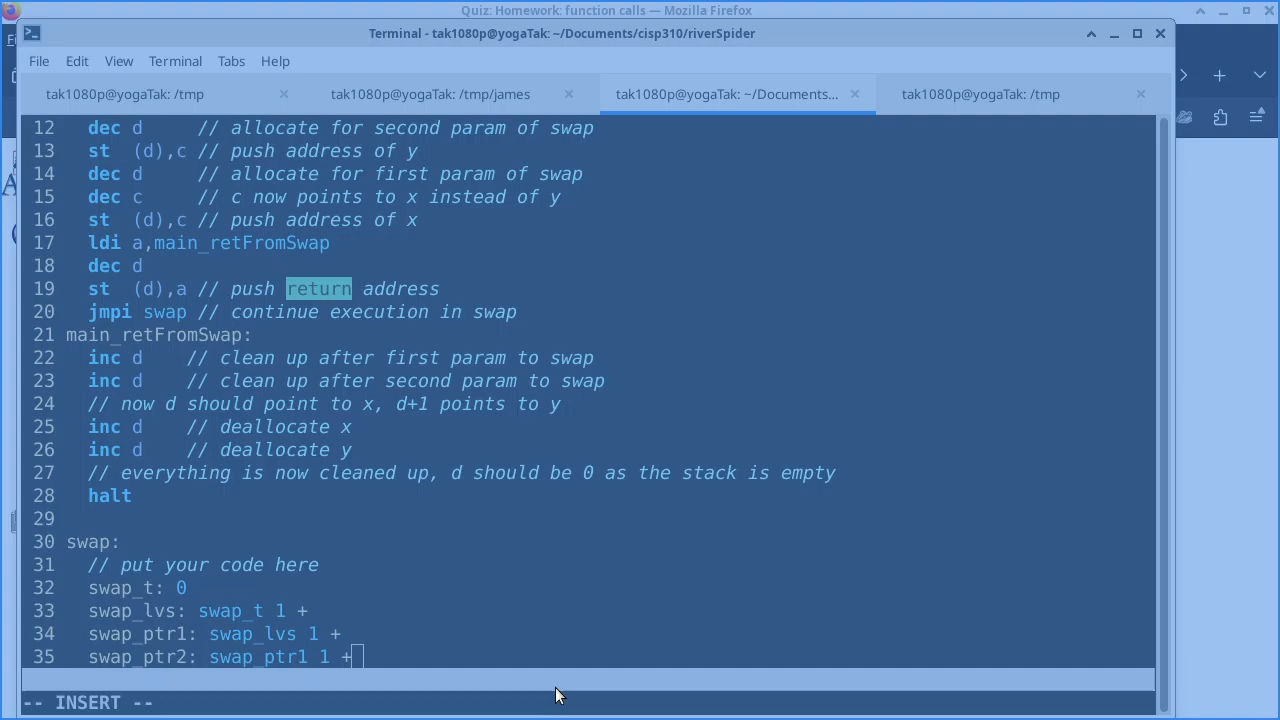 Quiz: Homework: function calls — Mozilla Firefox
Terminal - tak1080p@yogaTak: ~/Documents/cisp310/riverSpider
File Edit View Terminal Tabs Help
tak1080p@yogaTak: /tmp tak1080p@yogaTak: /tmp/james tak1080p@yogaTak: ~/Documents... tak1080p@yogaTak: /tmp
12 dec d // allocate for second param of swap
13 st (d),c // push address of y
14 dec d // allocate for first param of swap
15 dec c // c now points to x instead of y
16 st (d),c // push address of x
17 ldi a,main_retFromSwap
18 dec d
19 st (d),a // push return address
20 jmpi swap // continue execution in swap
21 main_retFromSwap:
22 inc d // clean up after first param to swap
23 inc d // clean up after second param to swap
24 // now d should point to x, d+1 points to y
25 inc d // deallocate x
26 inc d // deallocate y
27 // everything is now cleaned up, d should be 0 as the stack is empty
28 halt
29
30 swap:
31 // put your code here
32 swap_t: 0
33 swap_lvs: swap_t 1 +
34 swap_ptr1: swap_lvs 1 +
35 swap_ptr2: swap_ptr1 1 +
-- INSERT --